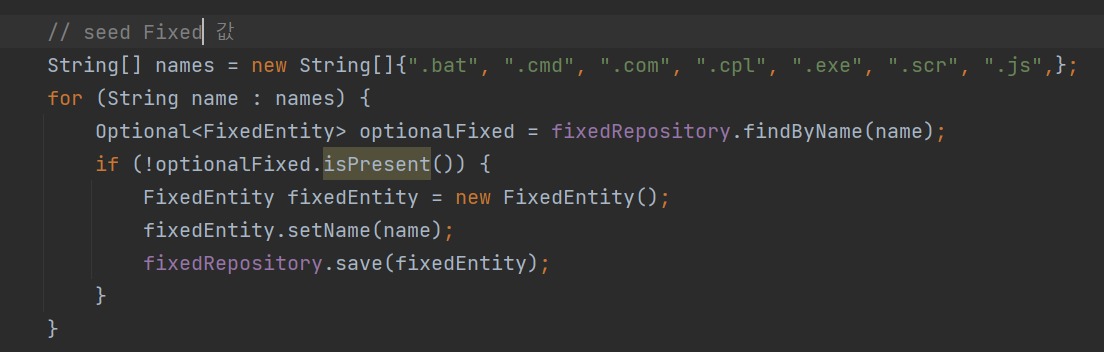 // seed Fixed 값
String[] names = new String[]{".bat", ".cmd", ".com", ".cpl", ".exe", ".scr", ".js",};
for (String name : names) {
Optional<FixedEntity> optionalFixed = fixedRepository.findByName(name);
if (!optionalFixed.isPresent()) {
FixedEntity fixedEntity = new FixedEntity();
fixedEntity.setName(name);
fixedRepository.save(fixedEntity);
}
}